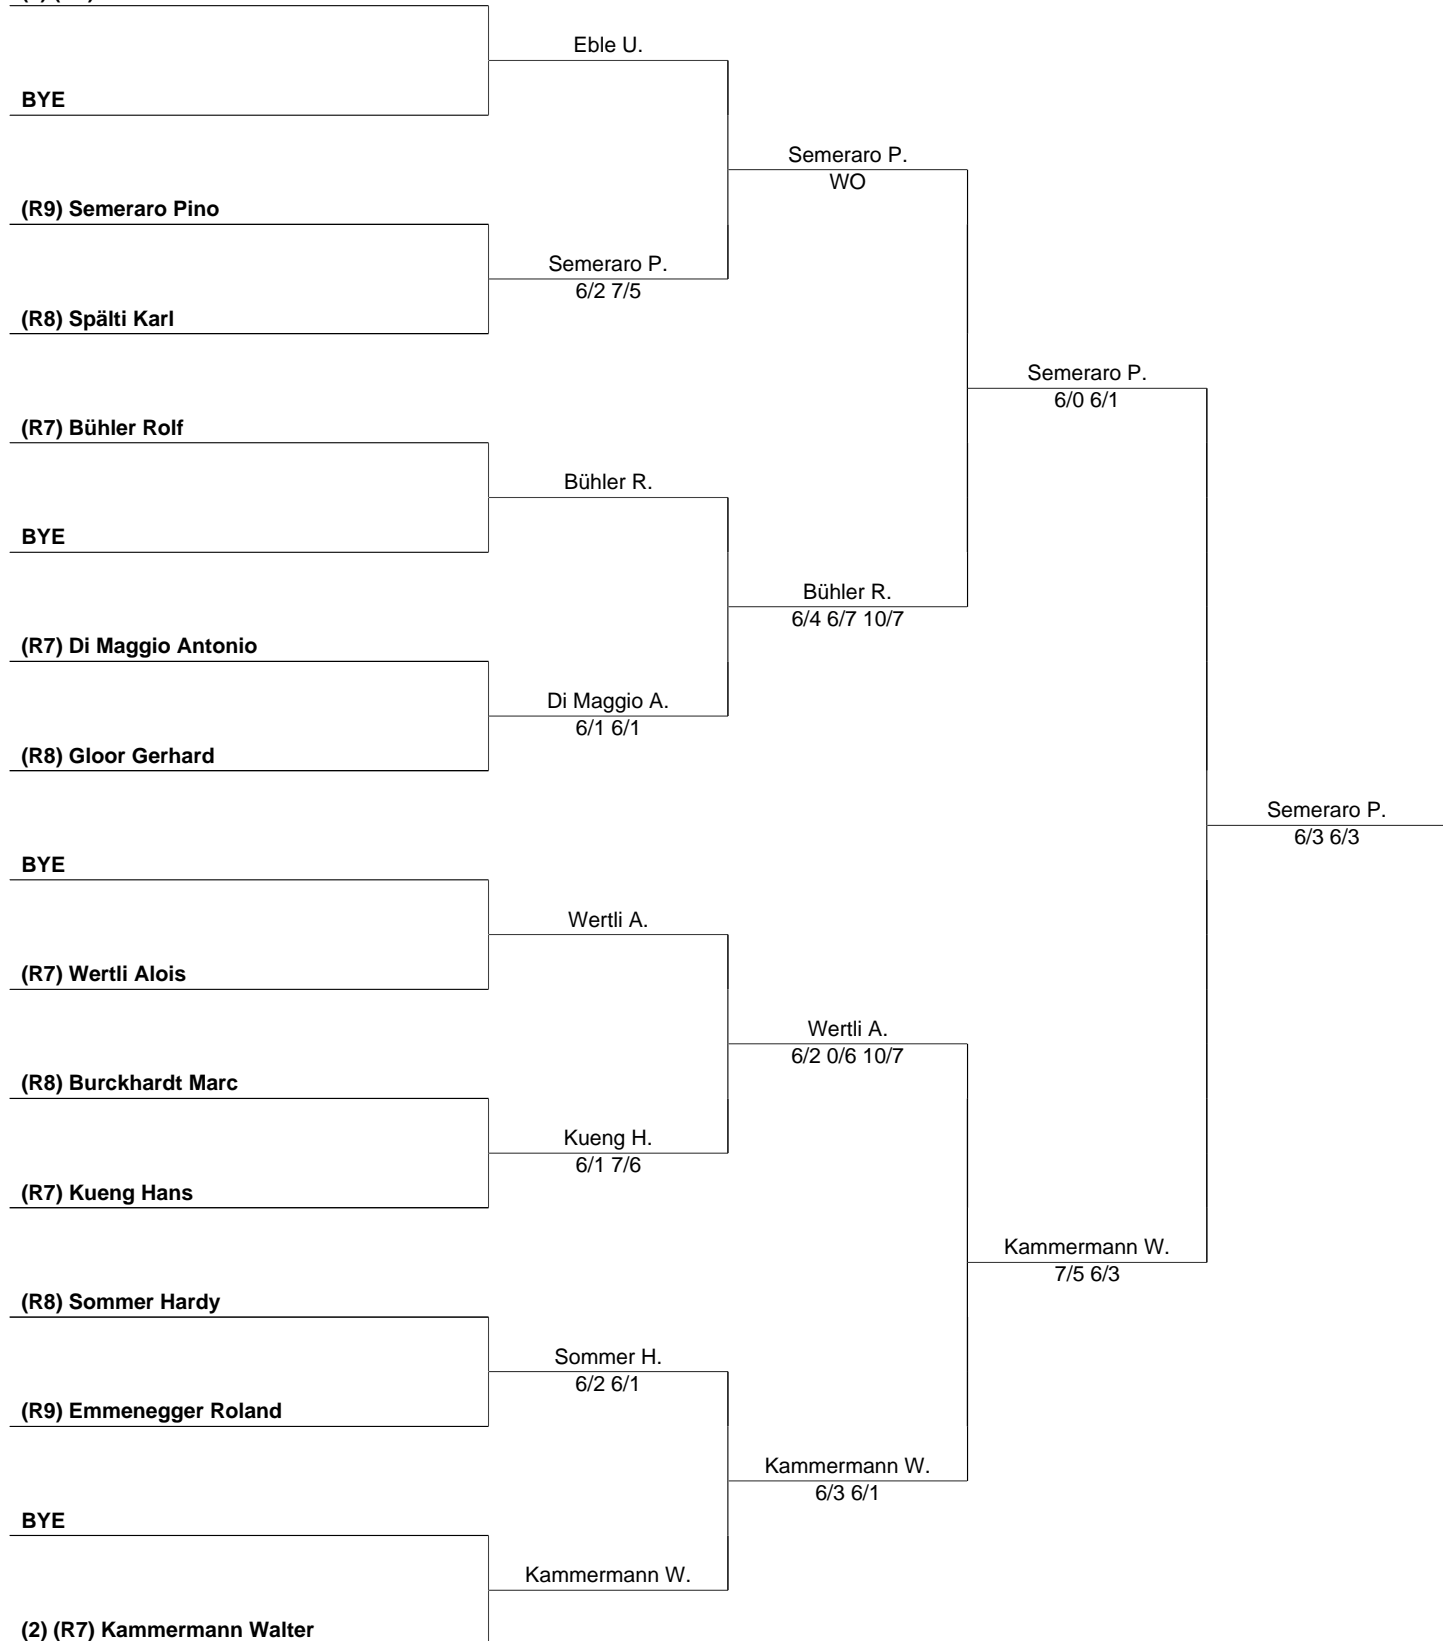 Eble U.
BYE
Semeraro P.
WO
(R9) Semeraro Pino
Semeraro P.
6/2 7/5
(R8) Spälti Karl
Semeraro P.
6/0 6/1
(R7) Bühler Rolf
Bühler R.
BYE
Bühler R.
6/4 6/7 10/7
(R7) Di Maggio Antonio
Di Maggio A.
6/1 6/1
(R8) Gloor Gerhard
Semeraro P.
6/3 6/3
BYE
Wertli A.
(R7) Wertli Alois
Wertli A.
6/2 0/6 10/7
(R8) Burckhardt Marc
Kueng H.
6/1 7/6
(R7) Kueng Hans
Kammermann W.
7/5 6/3
(R8) Sommer Hardy
Sommer H.
6/2 6/1
(R9) Emmenegger Roland
Kammermann W.
6/3 6/1
BYE
Kammermann W.
(2) (R7) Kammermann Walter